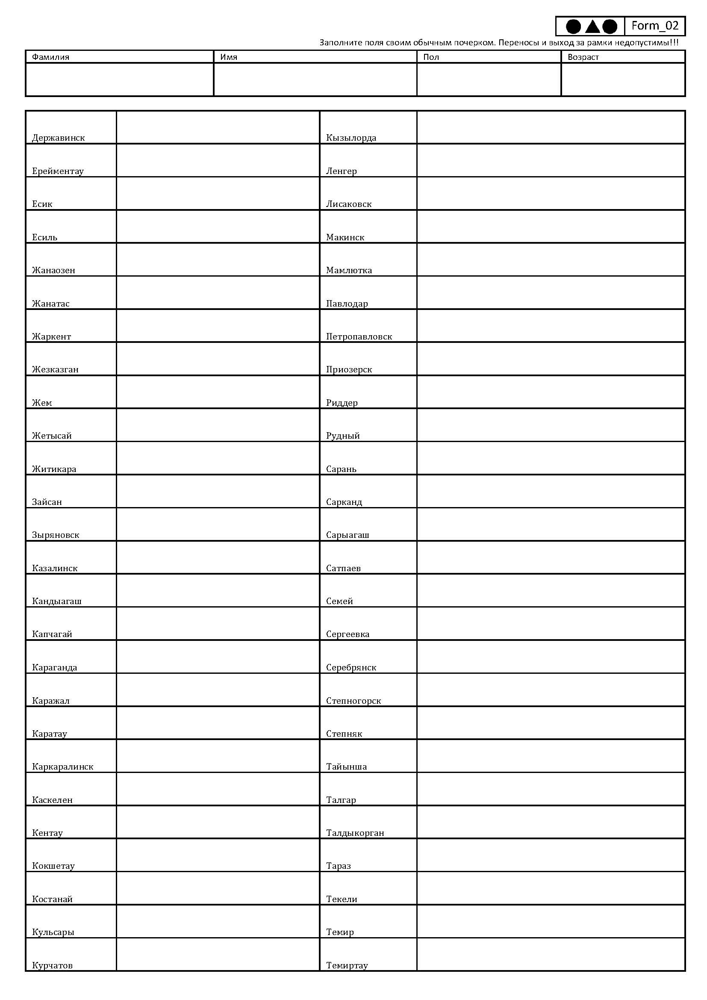 Form_02
Заполните поля своим обычным почерком. Переносы и выход за рамки недопустимы!!!
Фамилия Имя Пол Возраст
Державинск Кызылорда
Ерейментау Ленгер
Есик Лисаковск
Есиль Макинск
Жанаозен Мамлютка
Жанатас Павлодар
Жаркент Петропавловск
Жезказган Приозерск
Жем Риддер
Жетысай Рудный
Житикара Сарань
Зайсан Сарканд
Зыряновск Сарыагаш
Казалинск Сатпаев
Кандыагаш Семей
Капчагай Сергеевка
Караганда Серебрянск
Каражал Степногорск
Каратау Степняк
Каркаралинск Тайынша
Каскелен Талгар
Кентау Талдыкорган
Кокшетау Тараз
Костанай Текели
Кульсары Темир
Курчатов Темиртау